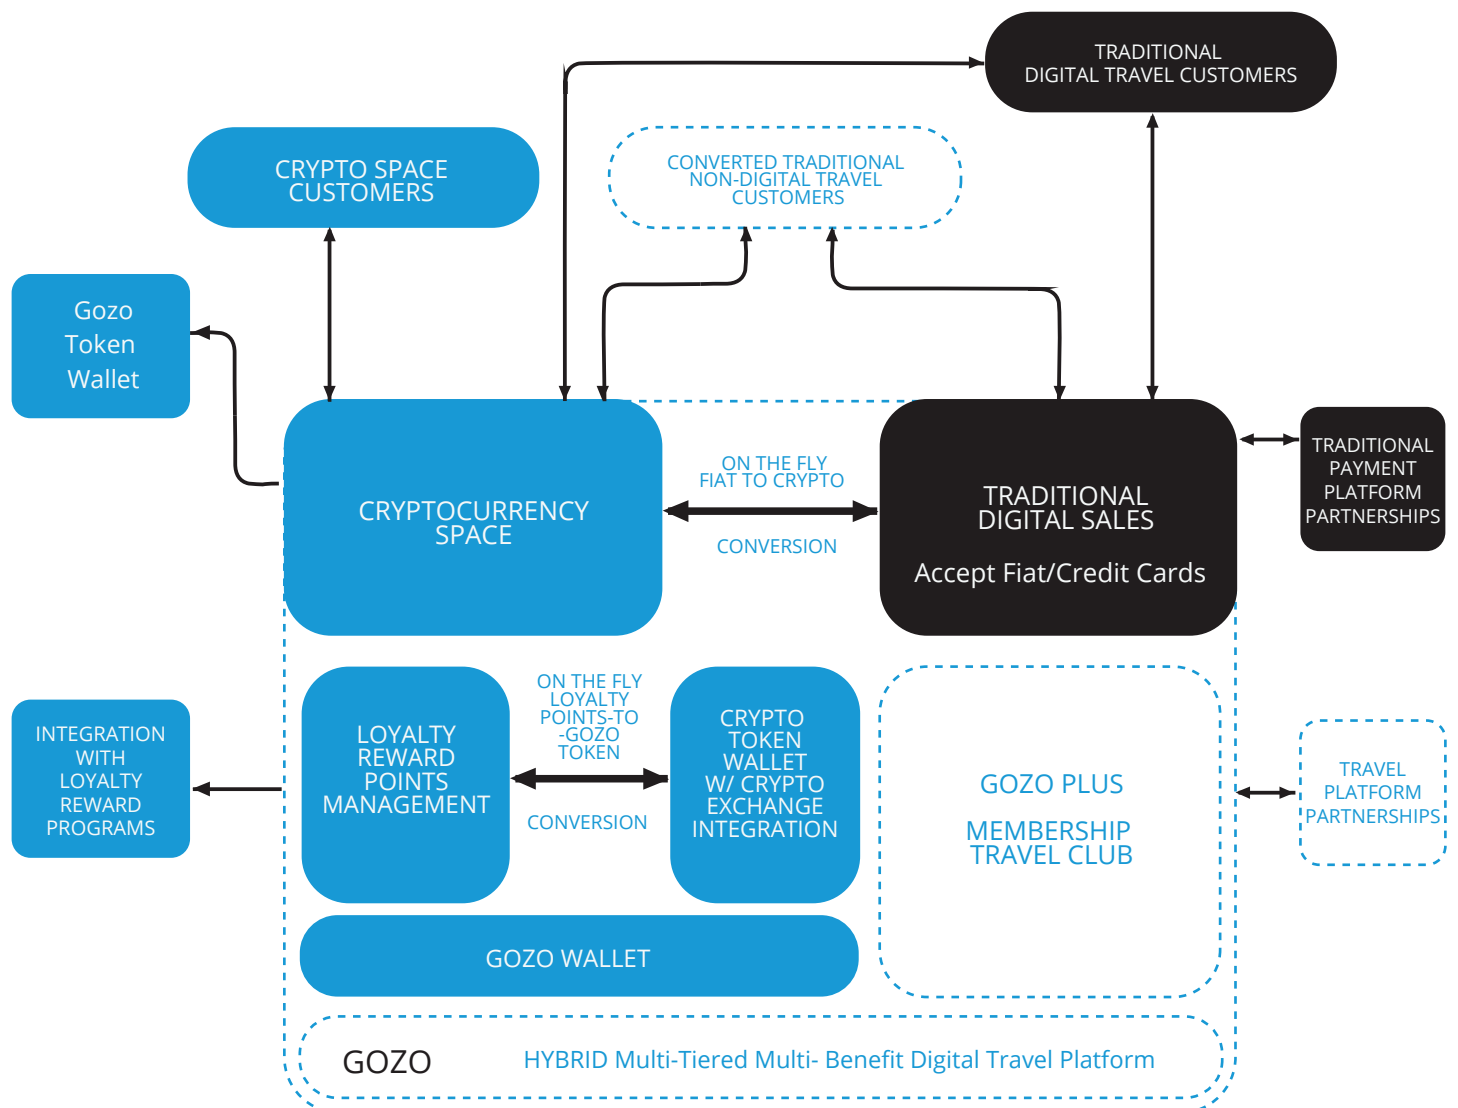 TRADITIONAL
DIGITAL TRAVEL CUSTOMERS
CRYPTO SPACE
CUSTOMERS
CONVERTED TRADITIONAL
NON-DIGITAL TRAVEL
CUSTOMERS
Gozo
Token
Wallet
CRYPTOCURRENCY
SPACE
ON THE FLY
FIAT TO CRYPTO
CONVERSION
TRADITIONAL
DIGITAL SALES
Accept Fiat/Credit Cards
TRADITIONAL
PAYMENT
PLATFORM
PARTNERSHIPS
INTEGRATION
WITH
LOYALTY
REWARD
PROGRAMS
LOYALTY
REWARD
POINTS
MANAGEMENT
ON THE FLY
LOYALTY
POINTS-TO
-GOZO
TOKEN
CONVERSION
CRYPTO
TOKEN
WALLET
W/ CRYPTO
EXCHANGE
INTEGRATION
GOZO PLUS
MEMBERSHIP
TRAVEL CLUB
TRAVEL
PLATFORM
PARTNERSHIPS
GOZO WALLET
GOZO
HYBRID Multi-Tiered Multi- Benefit Digital Travel Platform